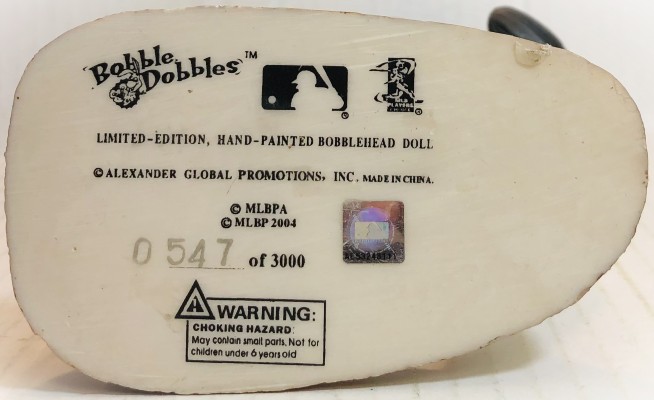 Bobble Dobbles™
LIMITED-EDITION, HAND-PAINTED BOBBLEHEAD DOLL
©ALEXANDER GLOBAL PROMOTIONS, INC. MADE IN CHINA.
© MLBPA
© MLBP 2004
0547 of 3000
WARNING:
CHOKING HAZARD:
May contain small parts. Not for
children under 6 years old